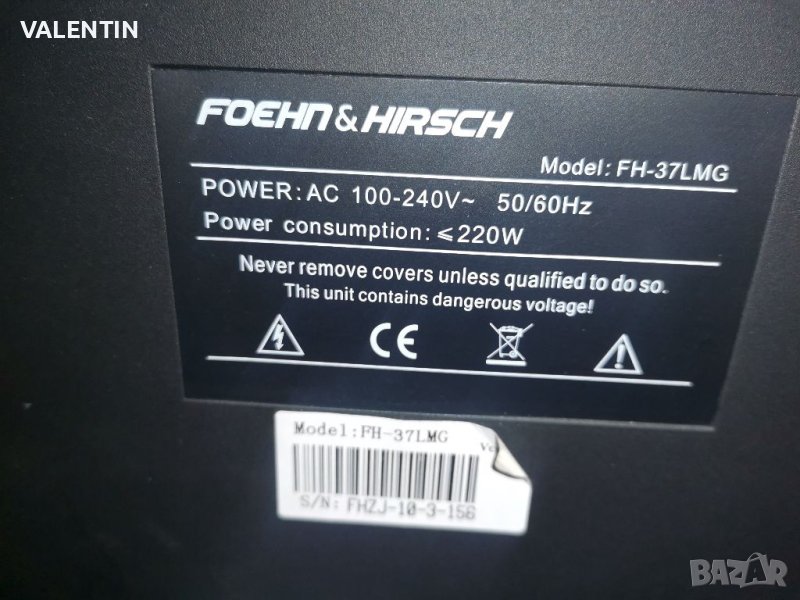 VALENTIN
FOEHN&HIRSCH
Model: FH-37LMG
POWER: AC 100-240V~ 50/60Hz
Power consumption: ⩽220W
Never remove covers unless qualified to do so.
This unit contains dangerous voltage!
CE
Model:FH-37LMG
S/N: FHZJ-10-3-156
BAZAR